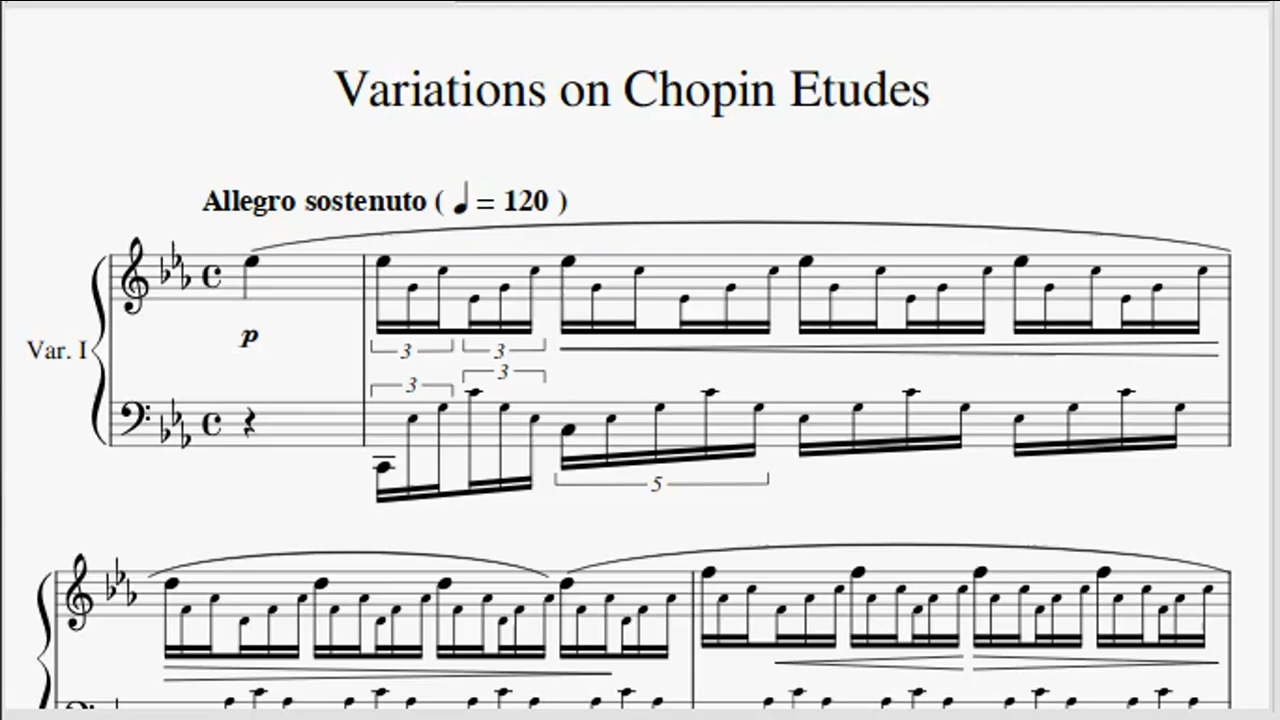 Variations on Chopin Etudes
Allegro sostenuto ( ♩ = 120 )
Var. I
p
3 3
3 3
5